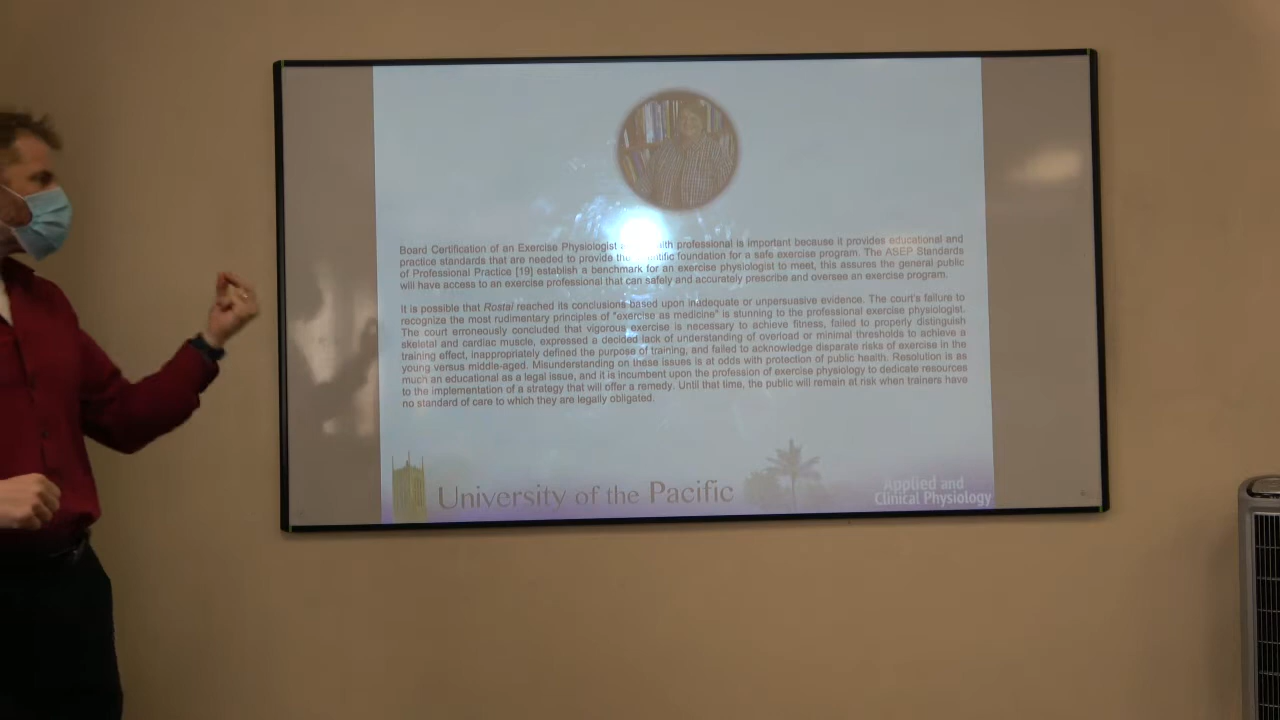 Board Certification of an Exercise Physiologist health professional is important because it provides educational and
practice standards that are needed to provide the scientific foundation for a safe exercise program. The ASEP Standards
of Professional Practice [19] establish a benchmark for an exercise physiologist to meet, this assures the general public
will have access to an exercise professional that can safely and accurately prescribe and oversee an exercise program.
It is possible that Rostai reached its conclusions based upon inadequate or unpersuasive evidence. The court's failure to
recognize the most rudimentary principles of "exercise as medicine" is stunning to the professional exercise physiologist.
The court erroneously concluded that vigorous exercise is necessary to achieve fitness, failed to properly distinguish
skeletal and cardiac muscle, expressed a decided lack of understanding of overload or minimal thresholds to achieve a
training effect, inappropriately defined the purpose of training, and failed to acknowledge disparate risks of exercise in the
young versus middle-aged. Misunderstanding on these issues is at odds with protection of public health. Resolution is as
much an educational as a legal issue, and it is incumbent upon the profession of exercise physiology to dedicate resources
to the implementation of a strategy that will offer a remedy. Until that time, the public will remain at risk when trainers have
no standard of care to which they are legally obligated.
University of the Pacific
Applied and
Clinical Physiology